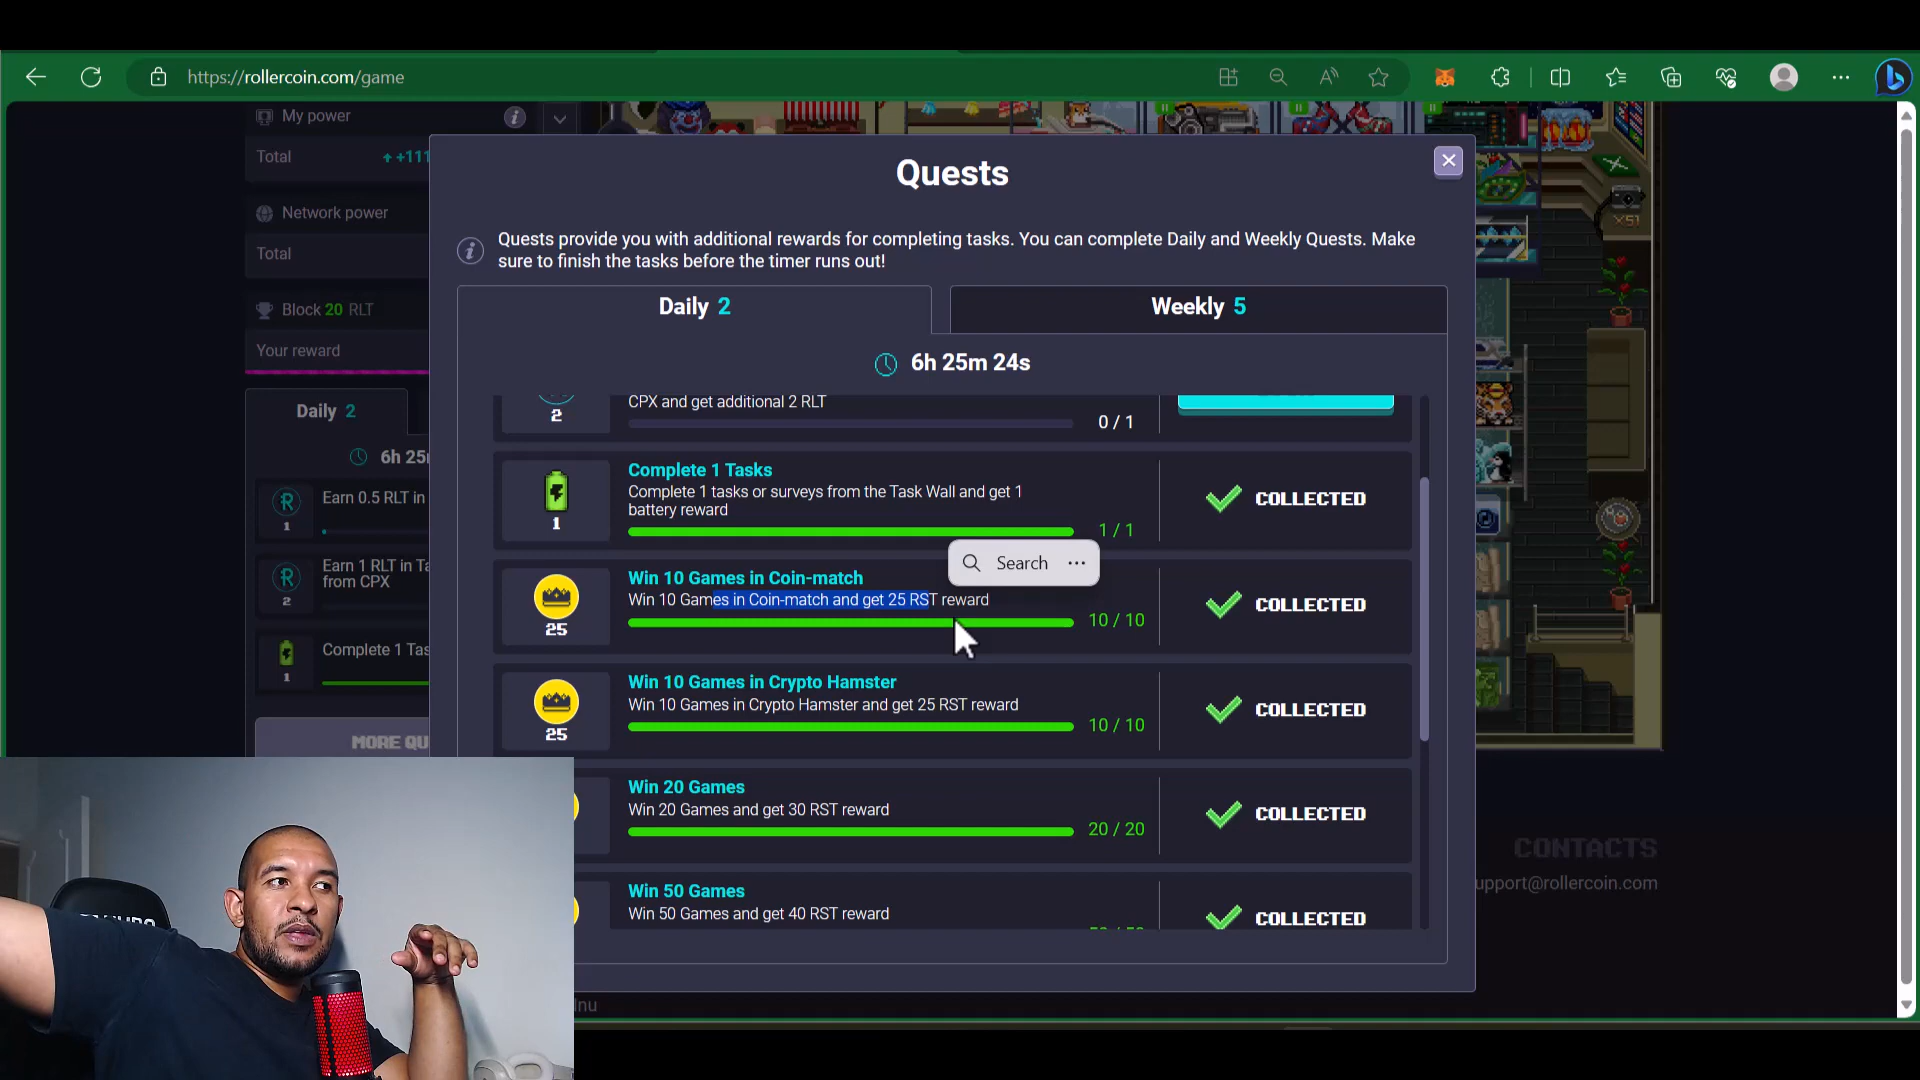 https://rollercoin.com/game
My power
Total
+111
Network power
Total
Block 20 RLT
Your reward
Daily 2
6h 25
Earn 0.5 RLT in
1
Earn 1 RLT in Ta
from CPX
2
Complete 1 Tas
1
MORE QU
Quests
Quests provide you with additional rewards for completing tasks. You can complete Daily and Weekly Quests. Make
sure to finish the tasks before the timer runs out!
Daily 2
Weekly 5
6h 25m 24s
CPX and get additional 2 RLT
2
0 / 1
Complete 1 Tasks
Complete 1 tasks or surveys from the Task Wall and get 1
battery reward
1
1 / 1
COLLECTED
Search
Win 10 Games in Coin-match
Win 10 Games in Coin-match and get 25 RST reward
25
10 / 10
COLLECTED
Win 10 Games in Crypto Hamster
Win 10 Games in Crypto Hamster and get 25 RST reward
25
10 / 10
COLLECTED
Win 20 Games
Win 20 Games and get 30 RST reward
20 / 20
COLLECTED
Win 50 Games
Win 50 Games and get 40 RST reward
COLLECTED
X51
CONTACTS
upport@rollercoin.com
Inu